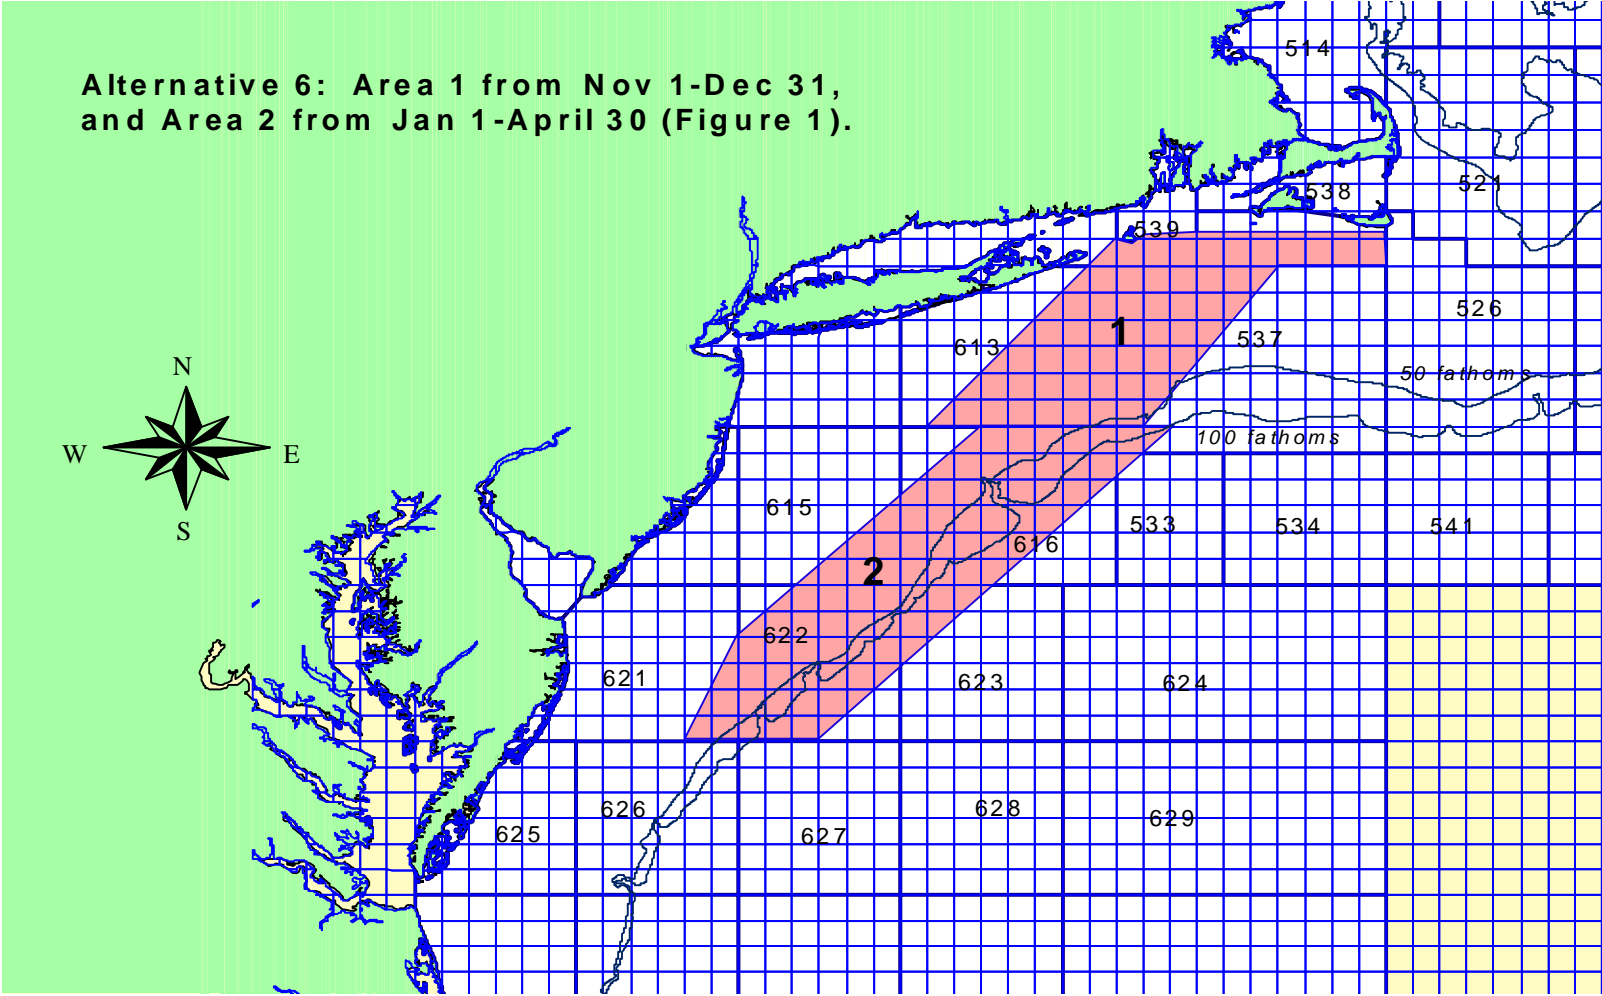 514
Alternative 6: Area 1 from Nov 1-Dec 31,
and Area 2 from Jan 1-April 30 (Figure 1).
521
538
539
526
1
537
613
N
50 fathoms
100 fathoms
W
E
615
S
533
534
541
616
2
622
621
623
624
626
628
629
625
627